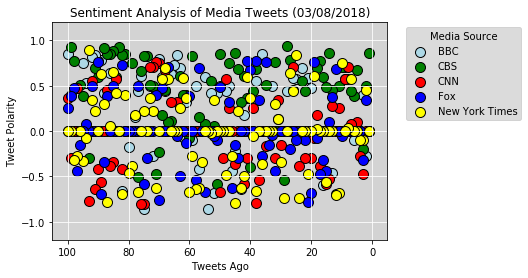 Sentiment Analysis of Media Tweets (03/08/2018)
Media Source
BBC
CBS
CNN
Fox
New York Times
Tweet Polarity
1.0
0.5
0.0
−0.5
−1.0
100 80 60 40 20 0
Tweets Ago